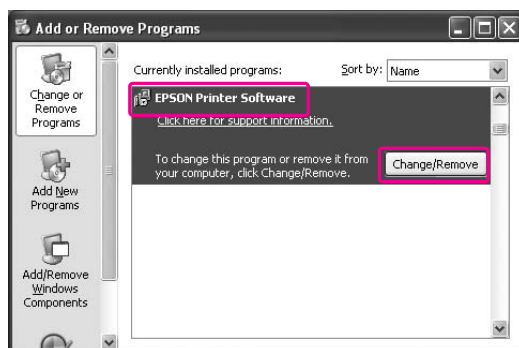 Add or Remove Programs
Change or
Remove
Programs
Add New
Programs
Add/Remove
Windows
Components
Currently installed programs:
Sort by: Name
EPSON Printer Software
Click here for support information.
To change this program or remove it from
your computer, click Change/Remove.
Change/Remove